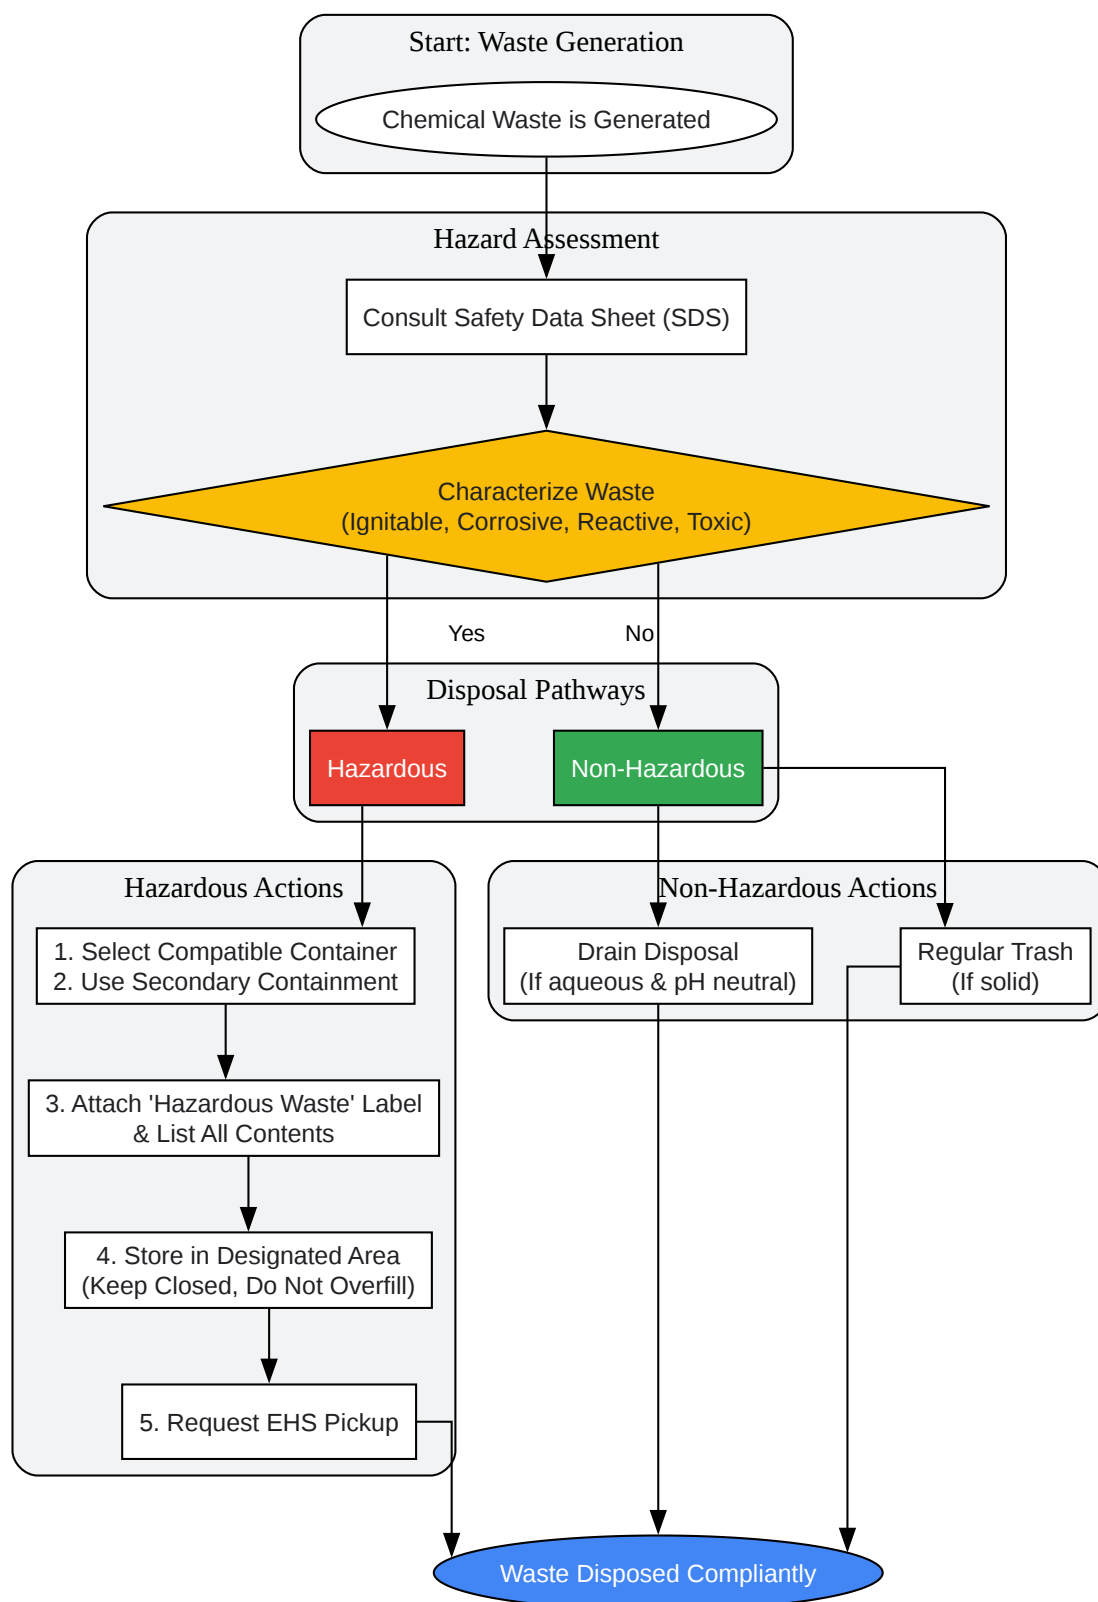 Start: Waste Generation
Chemical Waste is Generated
Hazard Assessment
Consult Safety Data Sheet (SDS)
Characterize Waste
(Ignitable, Corrosive, Reactive, Toxic)
Yes
No
Disposal Pathways
Hazardous
Non-Hazardous
Hazardous Actions
1. Select Compatible Container
2. Use Secondary Containment
3. Attach 'Hazardous Waste' Label
& List All Contents
4. Store in Designated Area
(Keep Closed, Do Not Overfill)
5. Request EHS Pickup
Non-Hazardous Actions
Drain Disposal
(If aqueous & pH neutral)
Regular Trash
(If solid)
Waste Disposed Compliantly